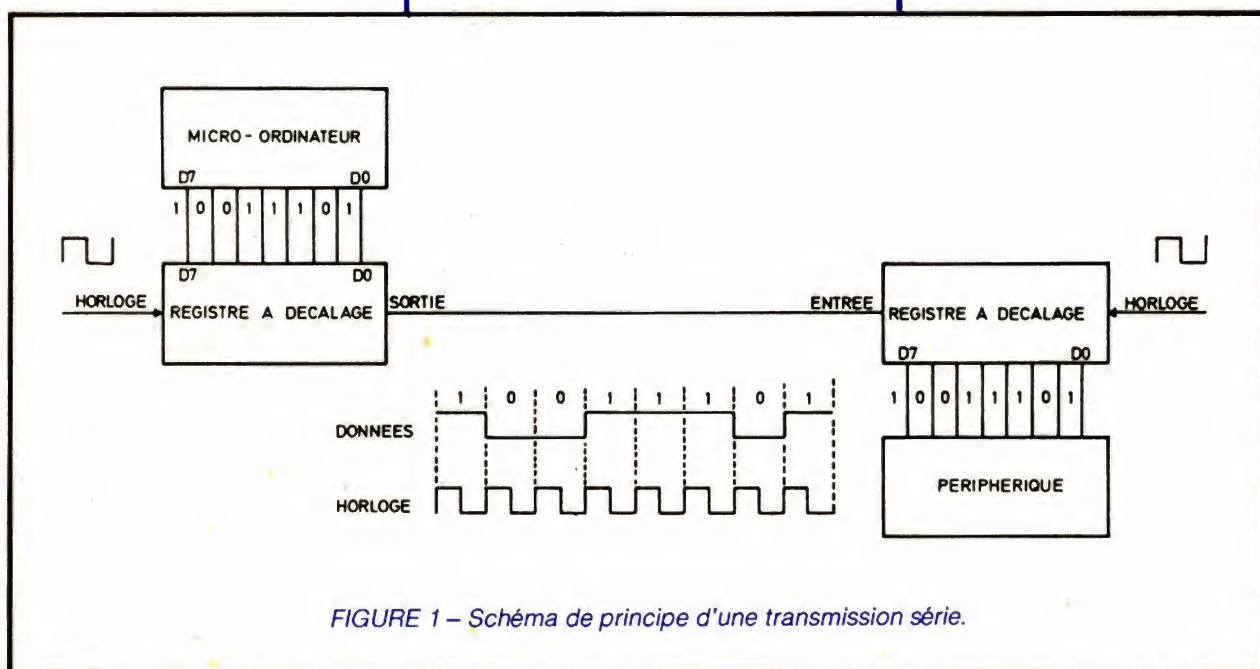 MICRO - ORDINATEUR
D7 D0
1 0 0 1 1 1 0 1
D7 D0
HORLOGE
REGISTRE A DECALAGE
SORTIE
ENTREE
REGISTRE A DECALAGE
HORLOGE
D7 D0
1 0 0 1 1 1 0 1
PERIPHERIQUE
1 0 0 1 1 1 0 1
DONNEES
HORLOGE
FIGURE 1 – Schéma de principe d'une transmission série.